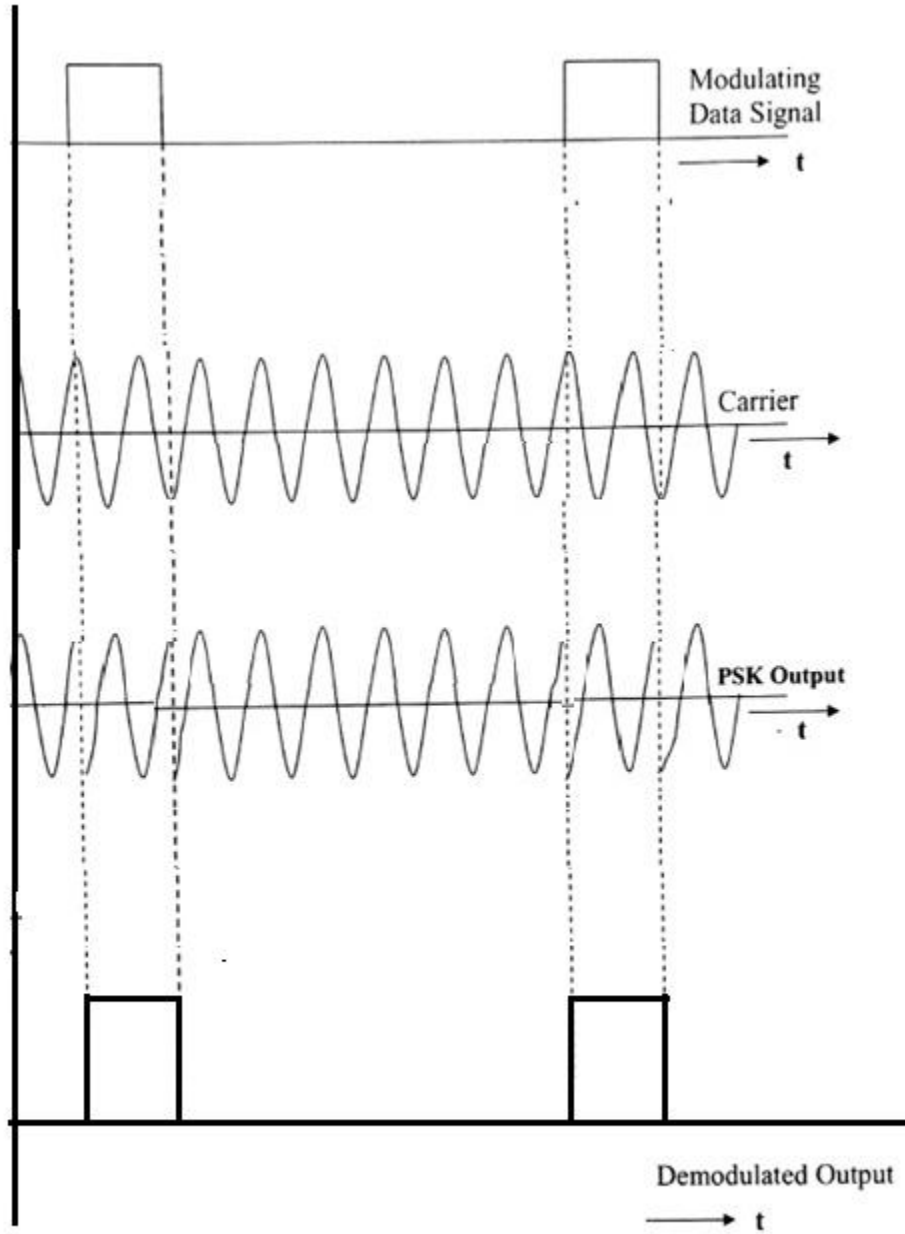 Modulating
Data Signal
t
Carrier
t
PSK Output
t
Demodulated Output
t